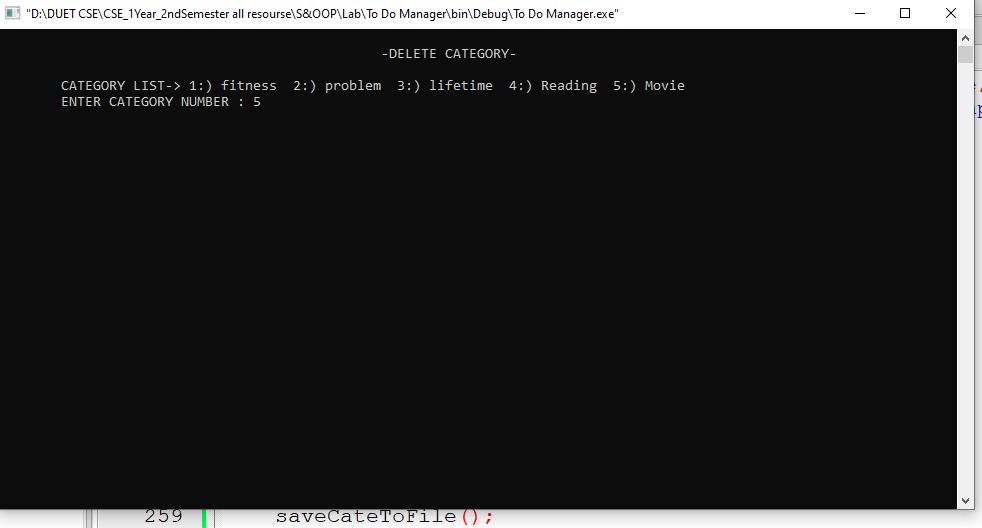 "D:\DUET CSE\CSE_1Year_2ndSemester all resourse\S&OOP\Lab\To Do Manager\bin\Debug\To Do Manager.exe"
-DELETE CATEGORY-
CATEGORY LIST-> 1:) fitness  2:) problem  3:) lifetime  4:) Reading  5:) Movie
ENTER CATEGORY NUMBER : 5
259 saveCateToFile();